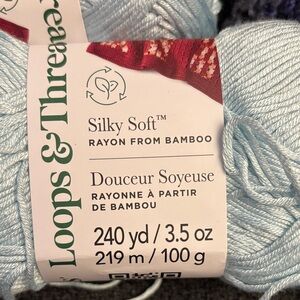 Loops & Threads
Silky Soft™
RAYON FROM BAMBOO
Douceur Soyeuse
RAYONNE À PARTIR
DE BAMBOU
240 yd / 3.5 oz
219 m / 100 g